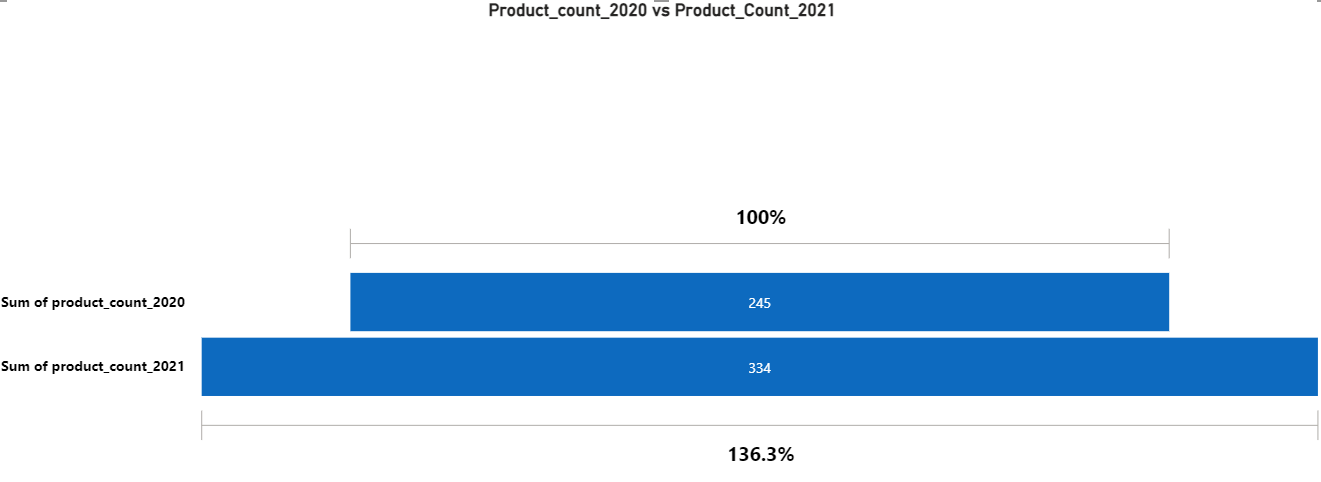 Product_count_2020 vs Product_Count_2021
100%
Sum of product_count_2020
245
Sum of product_count_2021
334
136.3%